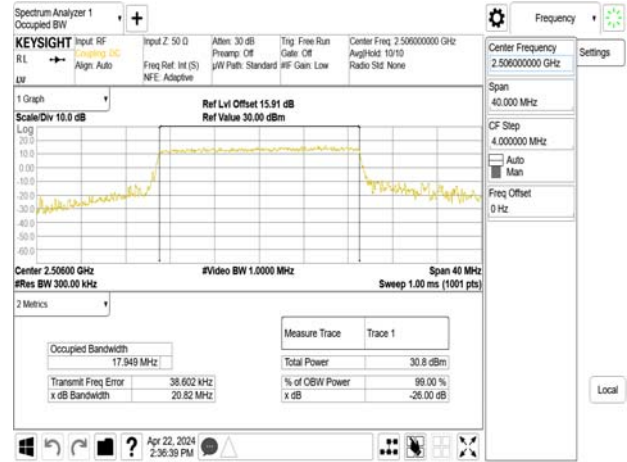 Spectrum Analyzer 1
Occupied BW
Frequency
KEYSIGHT
Input: RF
Coupling: DC
Align: Auto
Input Z: 50 Ω
Freq Ref: Int (S)
NFE: Adaptive
Atten: 30 dB
Preamp: Off
µW Path: Standard
Trig: Free Run
Gate: Off
#IF Gain: Low
Center Freq: 2.506000000 GHz
Avg|Hold: 10/10
Radio Std: None
RL
Center Frequency
2.506000000 GHz
Settings
Span
40.000 MHz
CF Step
4.000000 MHz
Auto
Man
Freq Offset
0 Hz
Local
1 Graph
Scale/Div 10.0 dB
Ref Lvl Offset 15.91 dB
Ref Value 30.00 dBm
Log
20.0
10.0
0.00
-10.0
-20.0
-30.0
-40.0
-50.0
-60.0
Center 2.50600 GHz
#Video BW 1.0000 MHz
Span 40 MHz
#Res BW 300.00 kHz
Sweep 1.00 ms (1001 pts)
2 Metrics
Measure Trace Trace 1
Occupied Bandwidth
17.949 MHz
Total Power 30.8 dBm
Transmit Freq Error 38.602 kHz
% of OBW Power 99.00 %
x dB Bandwidth 20.82 MHz
x dB -26.00 dB
Apr 22, 2024
2:36:39 PM